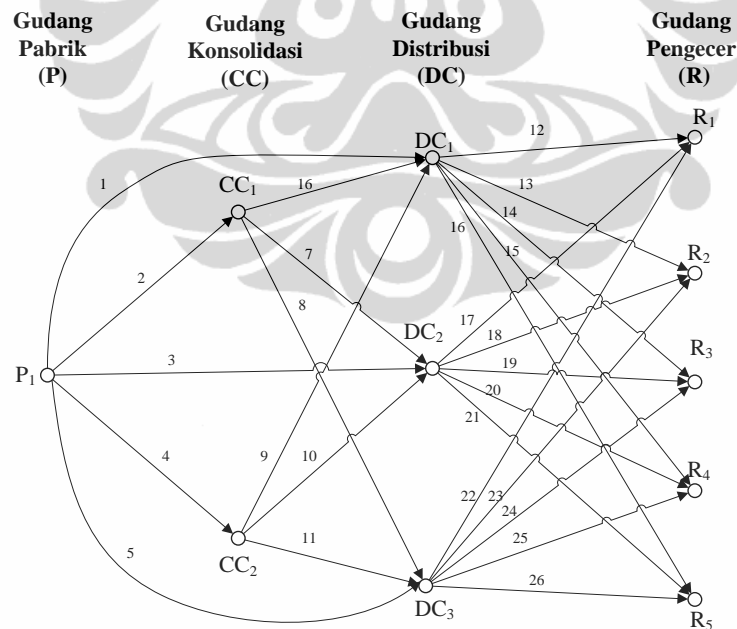 Gudang Pabrik (P)
Gudang Konsolidasi (CC)
Gudang Distribusi (DC)
Gudang Pengecer (R)
R1
12
DC1
1
CC1
16
13
14
16
15
R2
2
7
8
DC2
17
18
R3
P1
3
19
20
21
4
9
10
R4
22
23
24
5
CC2
11
25
26
DC3
R5